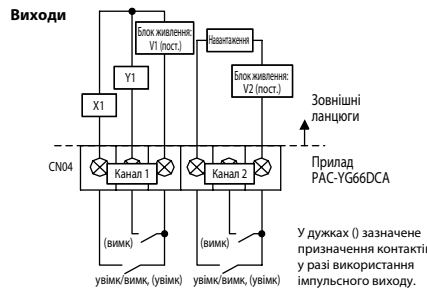 Виходи
Блок живлення:
V1 (пост.)
Навантаження
Y1
Блок живлення:
V2 (пост.)
X1
Зовнішні
ланцюги
CN04
Канал 1
Канал 2
Прилад
PAC-YG66DCA
(вимк)
(вимк)
увімк/вимк, (увімк)
увімк/вимк, (увімк)
У дужках () зазначене
призначення контактів
у разі використання
імпульсного виходу.